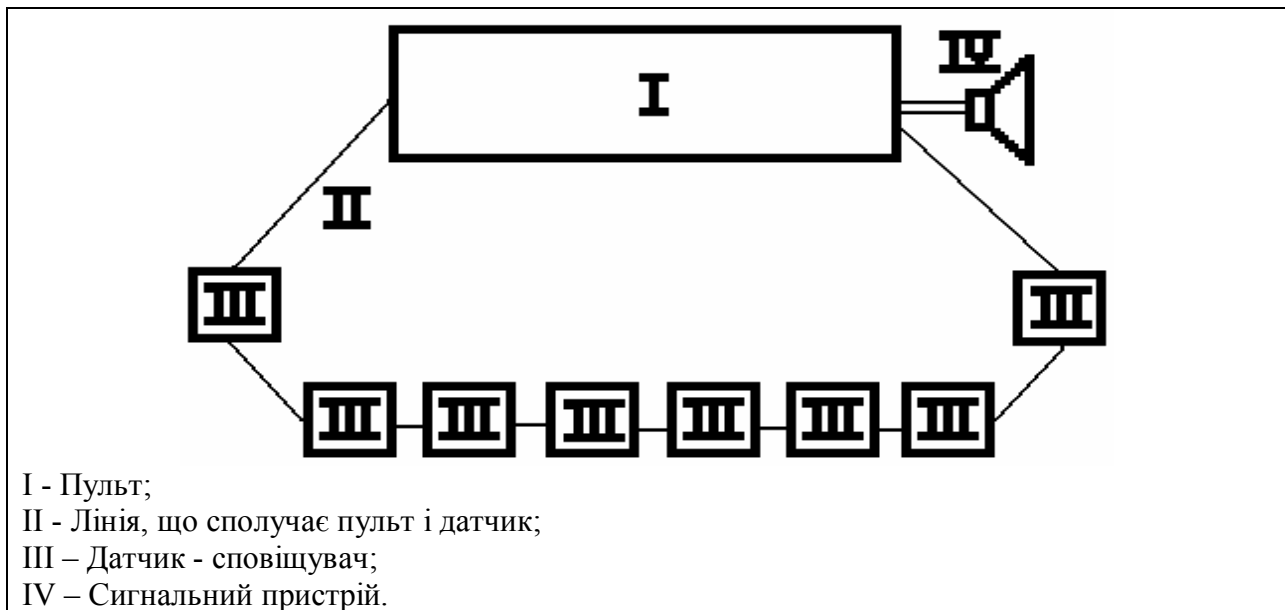 I
IV
II
III
III
III
III
III
III
III
III
I - Пульт;
II - Лінія, що сполучає пульт і датчик;
III – Датчик - сповіщувач;
IV – Сигнальний пристрій.